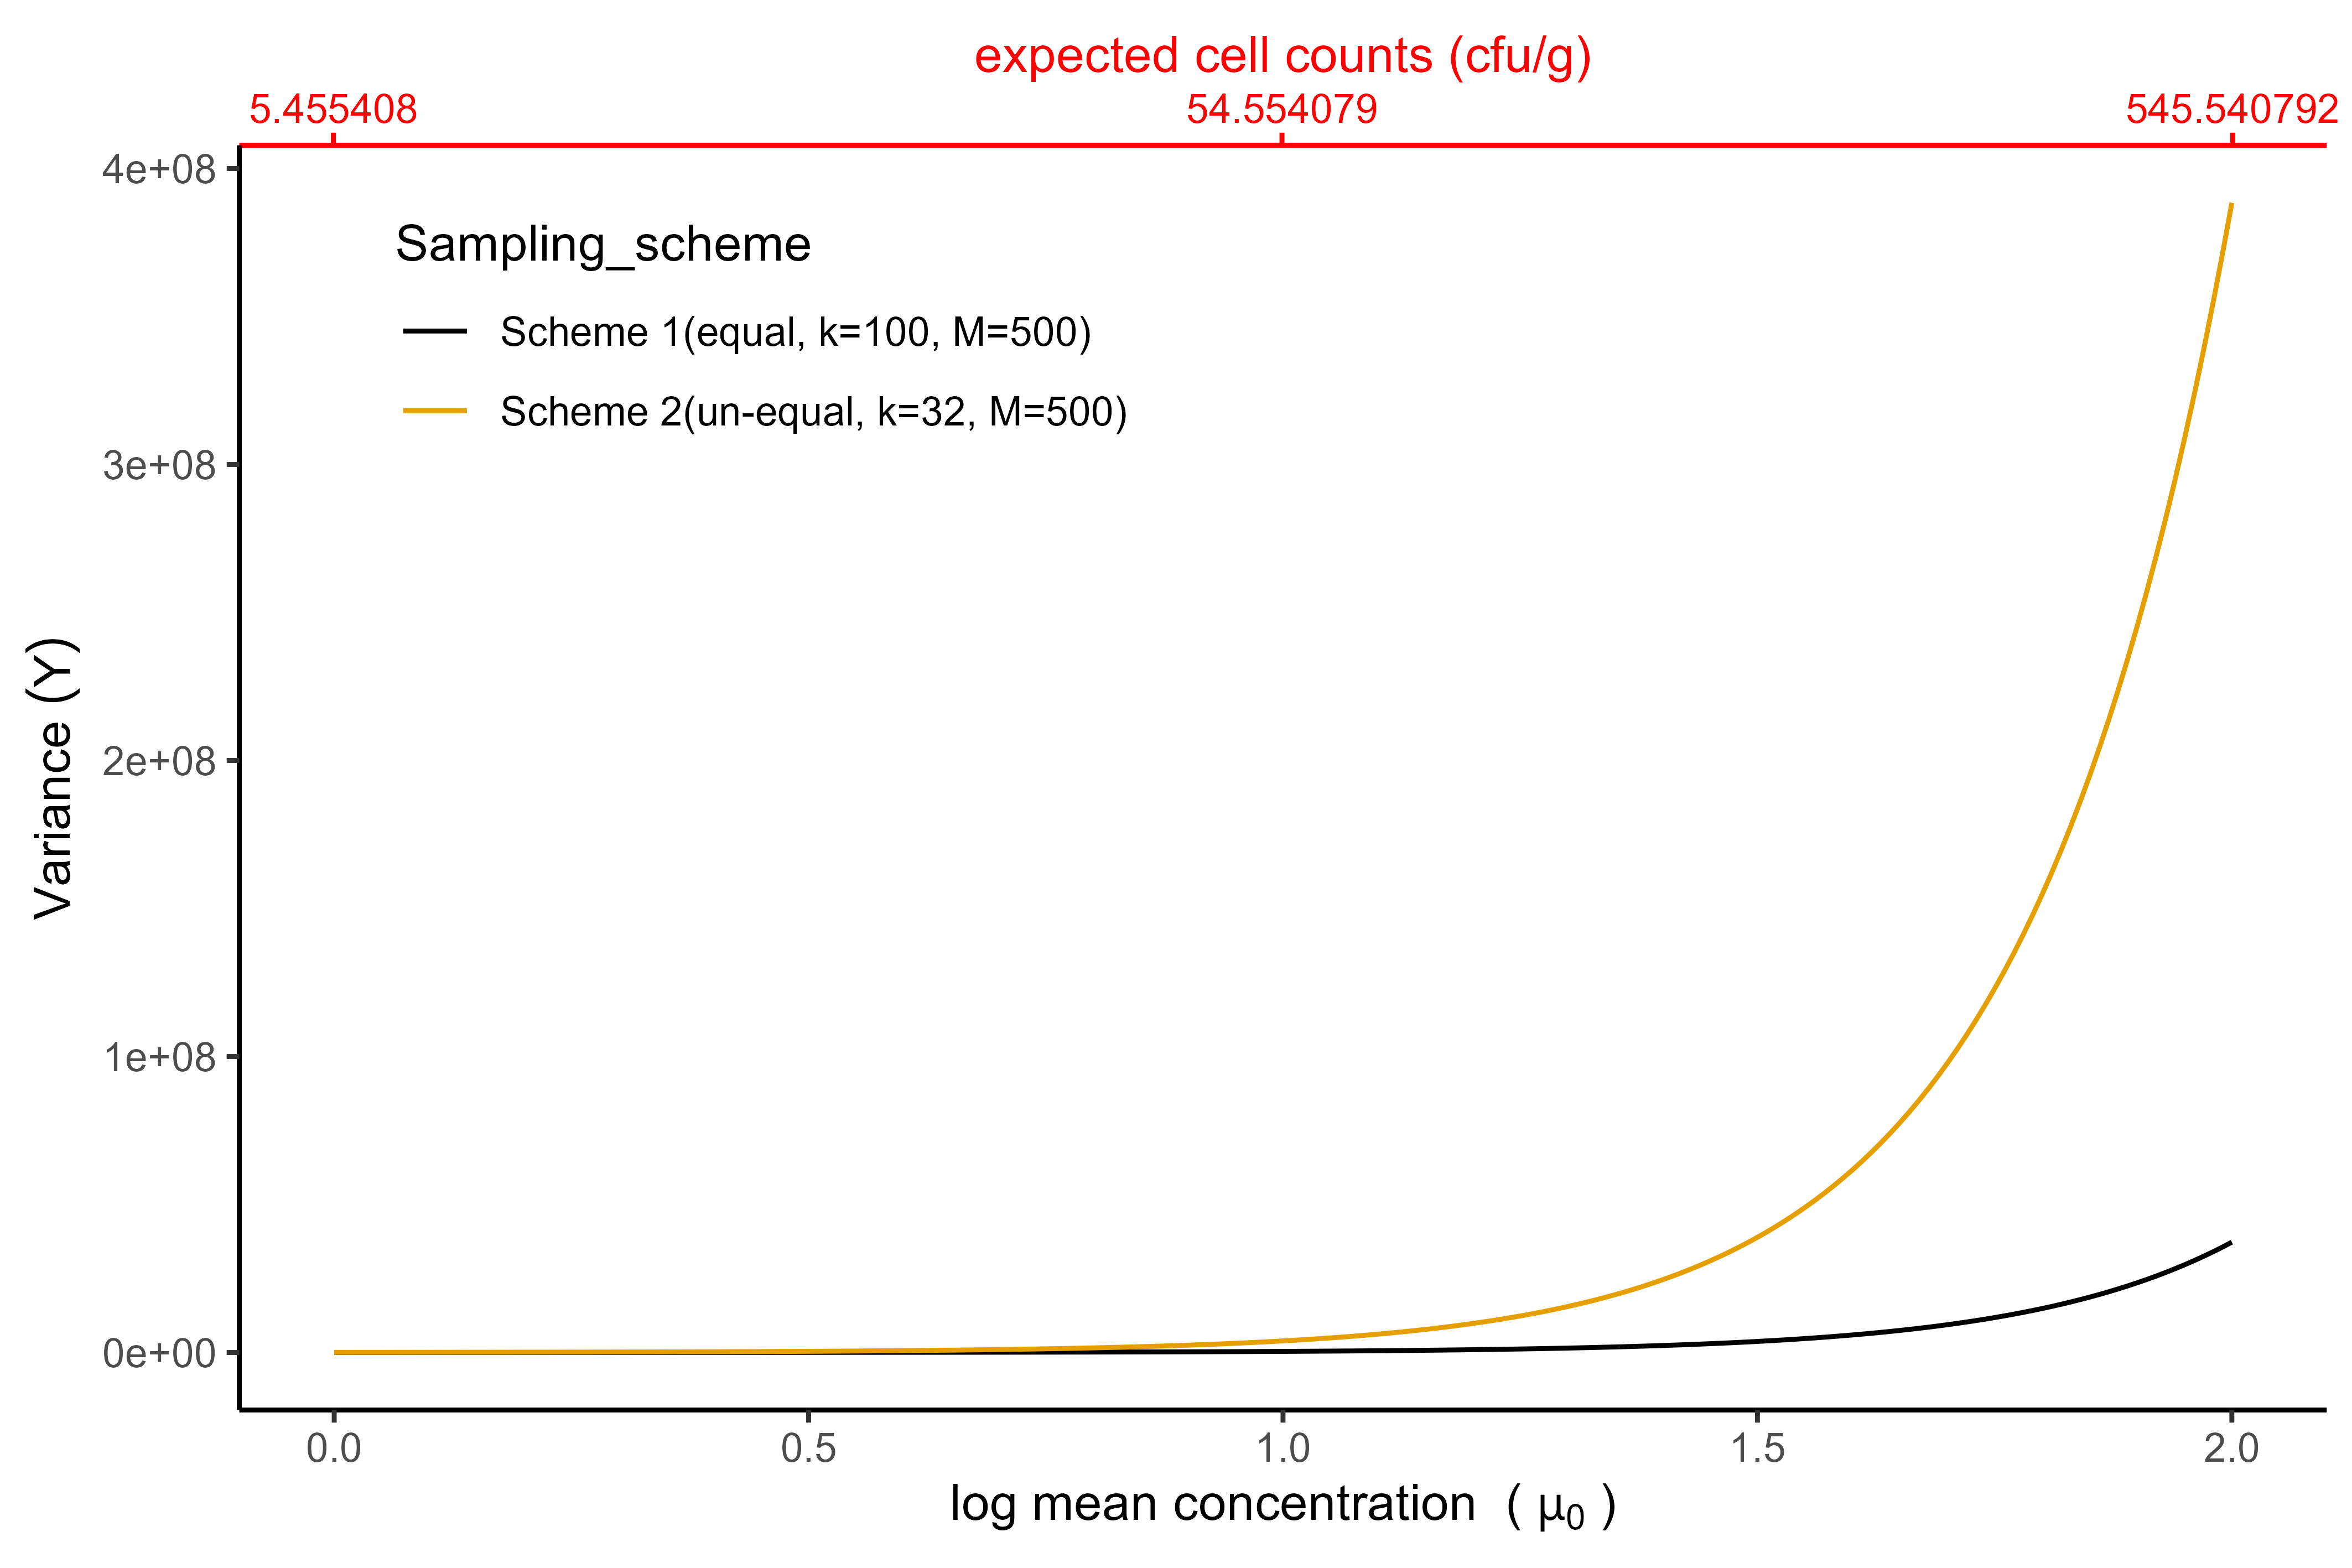 expected cell counts (cfu/g)
5.455408 54.554079 545.540792
4e+08
Sampling_scheme
Scheme 1(equal, k=100, M=500)
Scheme 2(un-equal, k=32, M=500)
3e+08
Variance (Y)
2e+08
1e+08
0e+00
0.0 0.5 1.0 1.5 2.0
log mean concentration ( μ₀ )